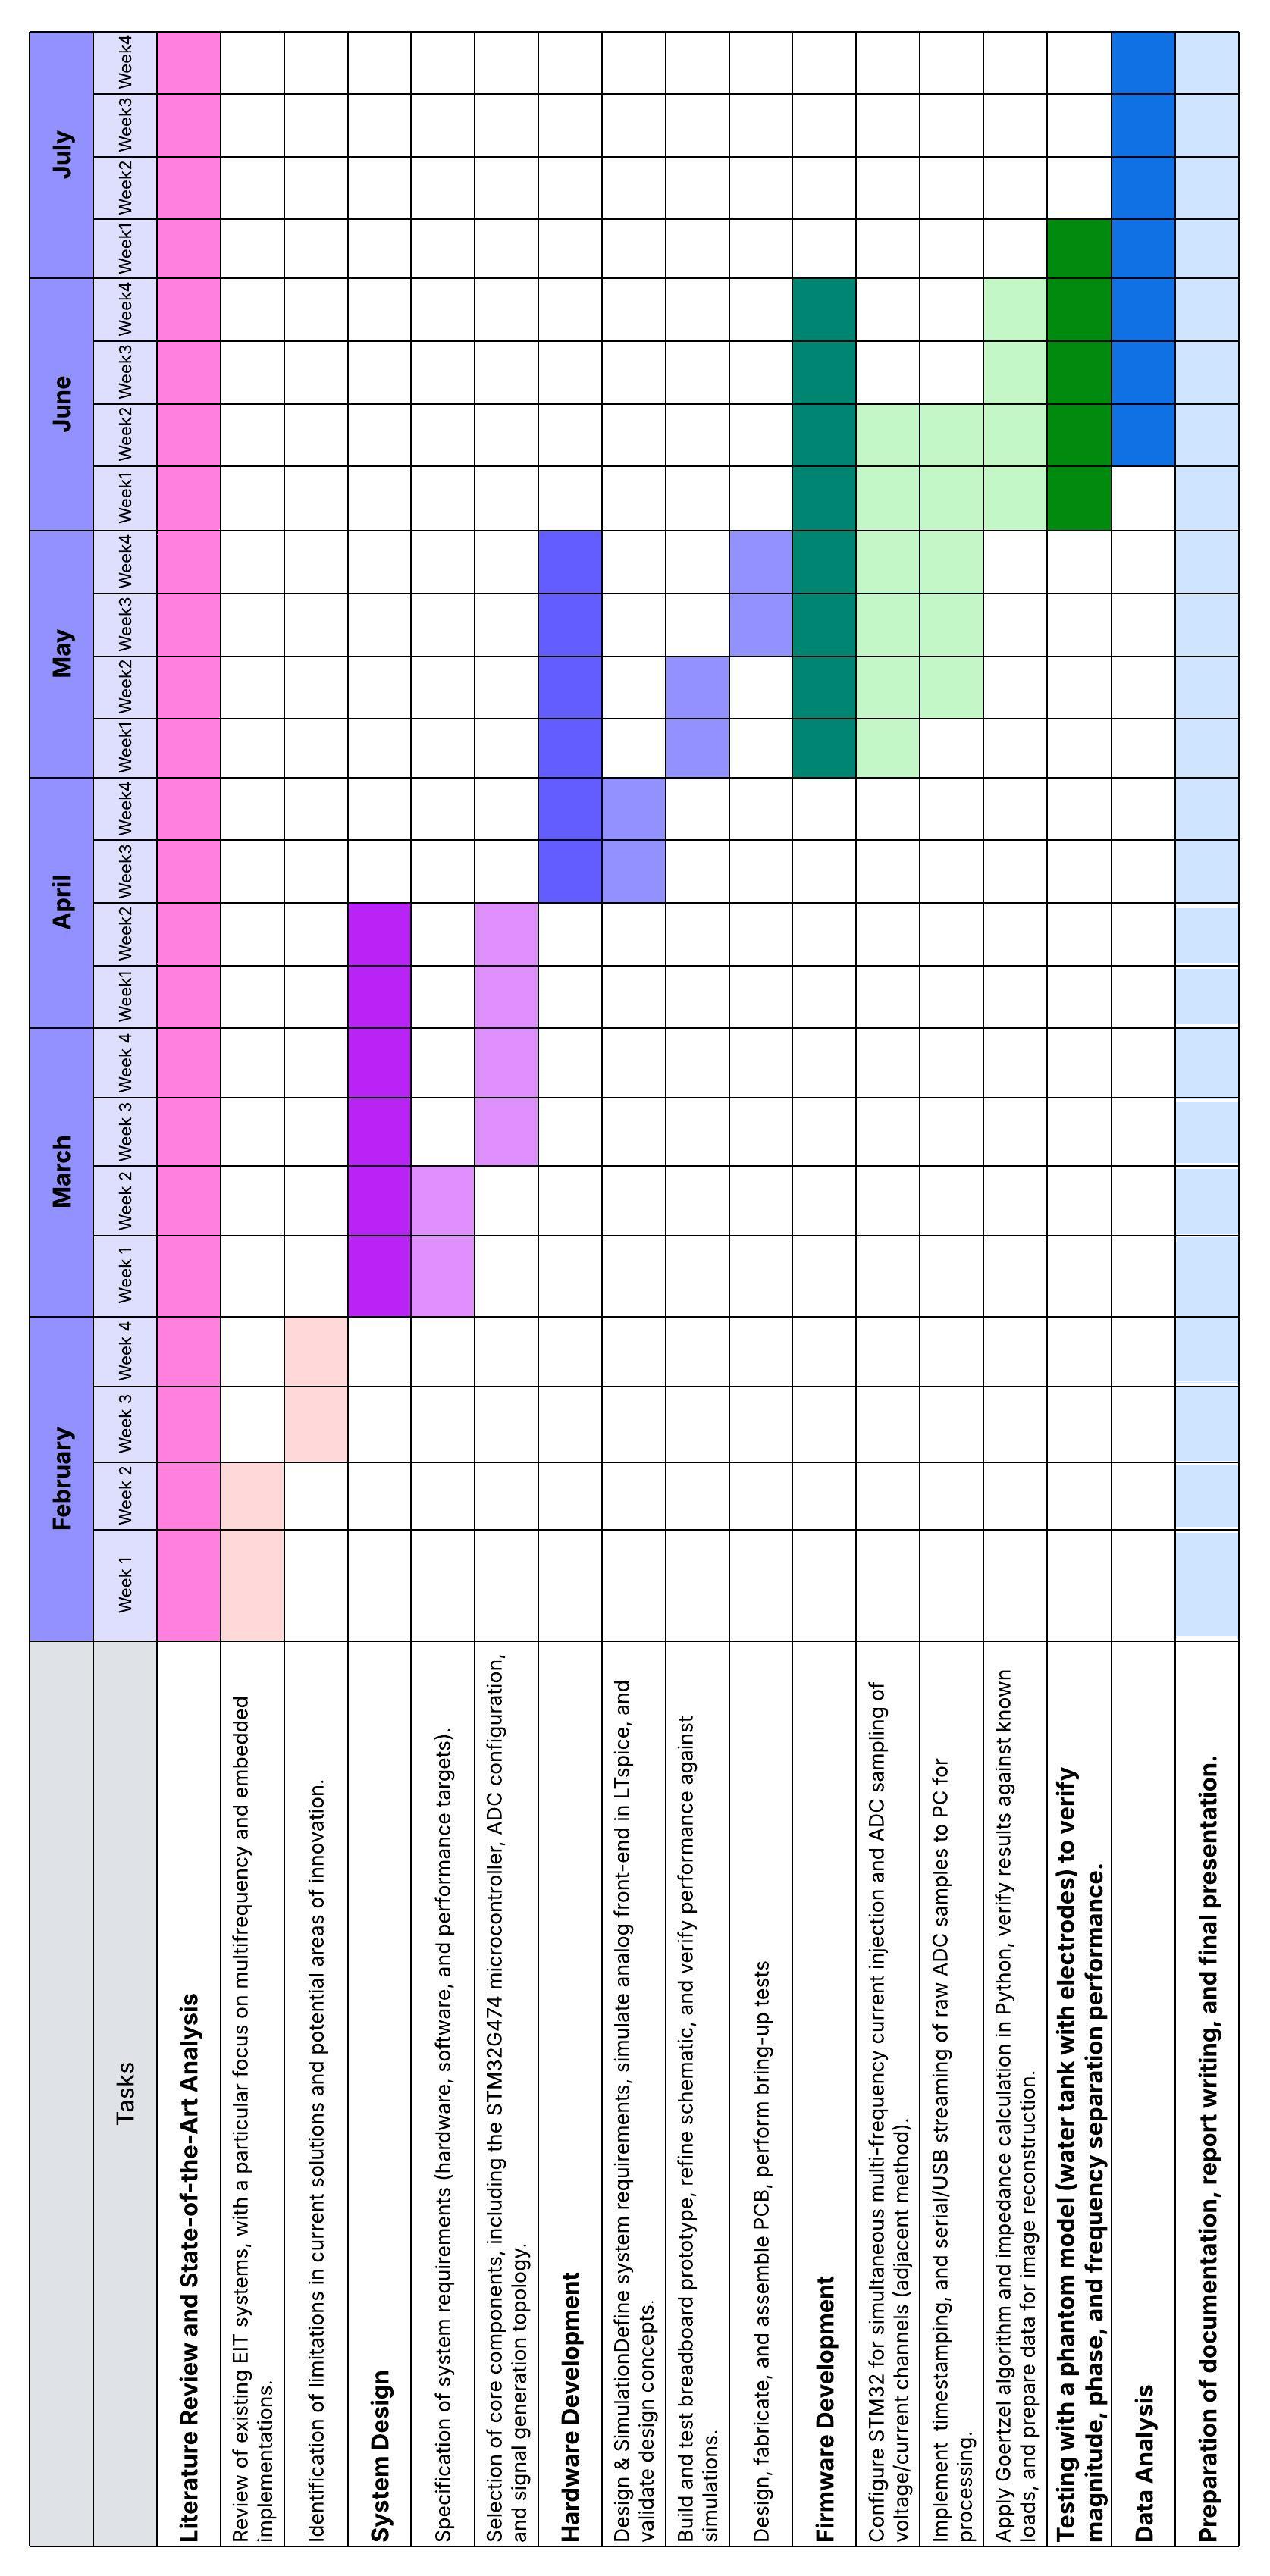 February
March
April
May
June
July
Tasks
Week 1
Week 2
Week 3
Week 4
Week 1
Week 2
Week 3
Week 4
Week1
Week2
Week3
Week4
Week1
Week2
Week3
Week4
Week1
Week2
Week3
Week4
Week1
Week2
Week3
Week4
Literature Review and State-of-the-Art Analysis
Review of existing EIT systems, with a particular focus on multifrequency and embedded
implementations.
Identification of limitations in current solutions and potential areas of innovation.
System Design
Specification of system requirements (hardware, software, and performance targets).
Selection of core components, including the STM32G474 microcontroller, ADC configuration,
and signal generation topology.
Hardware Development
Design & SimulationDefine system requirements, simulate analog front-end in LTspice, and
validate design concepts.
Build and test breadboard prototype, refine schematic, and verify performance against
simulations.
Design, fabricate, and assemble PCB, perform bring-up tests
Firmware Development
Configure STM32 for simultaneous multi-frequency current injection and ADC sampling of
voltage/current channels (adjacent method).
Implement timestamping, and serial/USB streaming of raw ADC samples to PC for
processing.
Apply Goertzel algorithm and impedance calculation in Python, verify results against known
loads, and prepare data for image reconstruction.
Testing with a phantom model (water tank with electrodes) to verify
magnitude, phase, and frequency separation performance.
Data Analysis
Preparation of documentation, report writing, and final presentation.